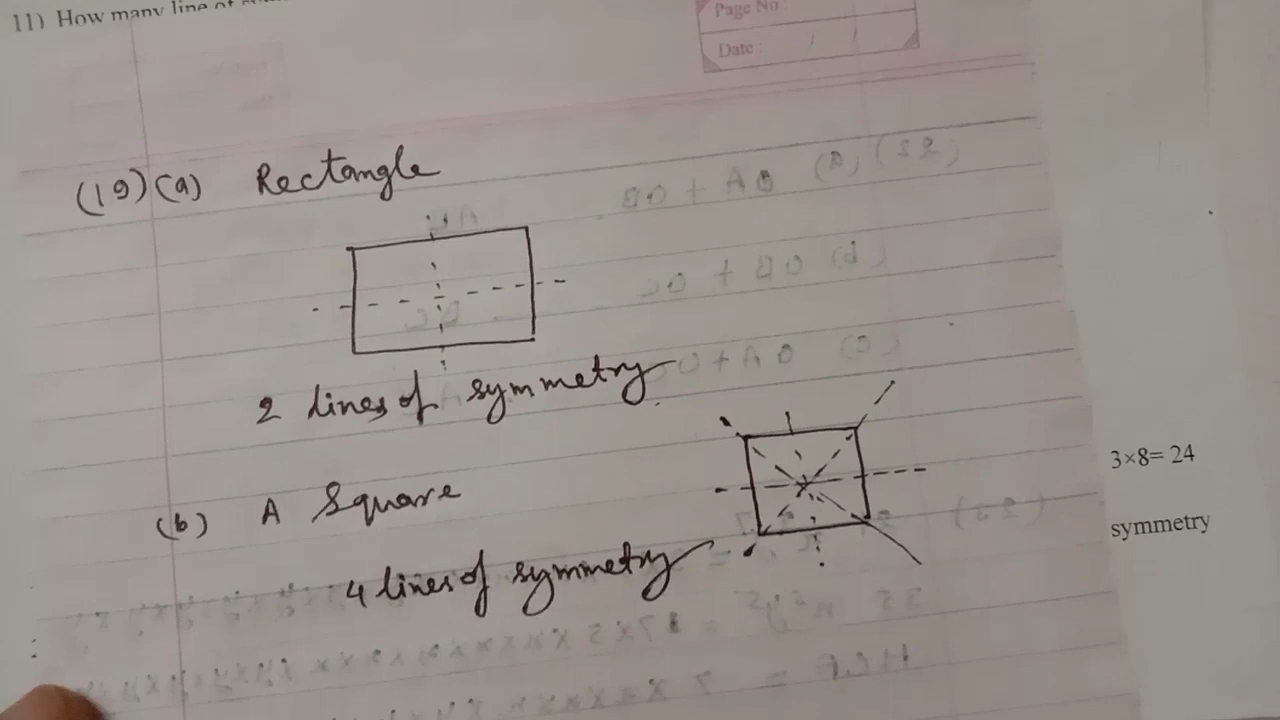 11) How many line of
Page No :
Date : / /
(19) (a) Rectangle
2 lines of symmetry
(b) A Square
4 lines of symmetry
3×8= 24
symmetry